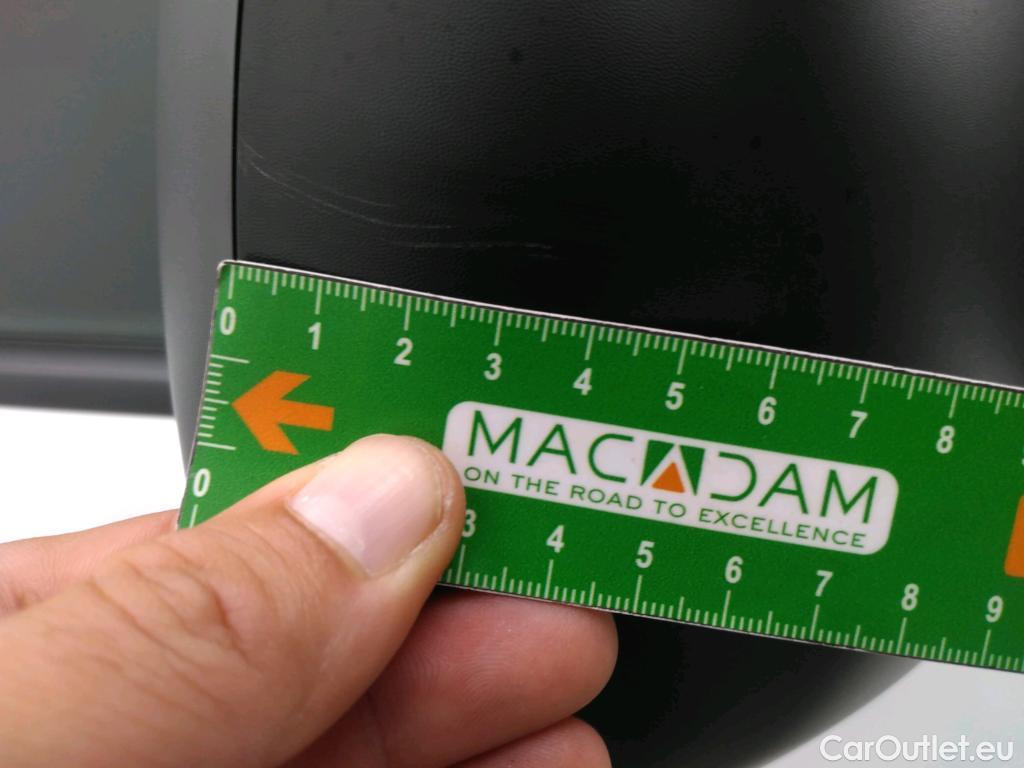 0 1 2 3 4 5 6 7 8
MACADAM
ON THE ROAD TO EXCELLENCE
0 3 4 5 6 7 8 9
CarOutlet.eu